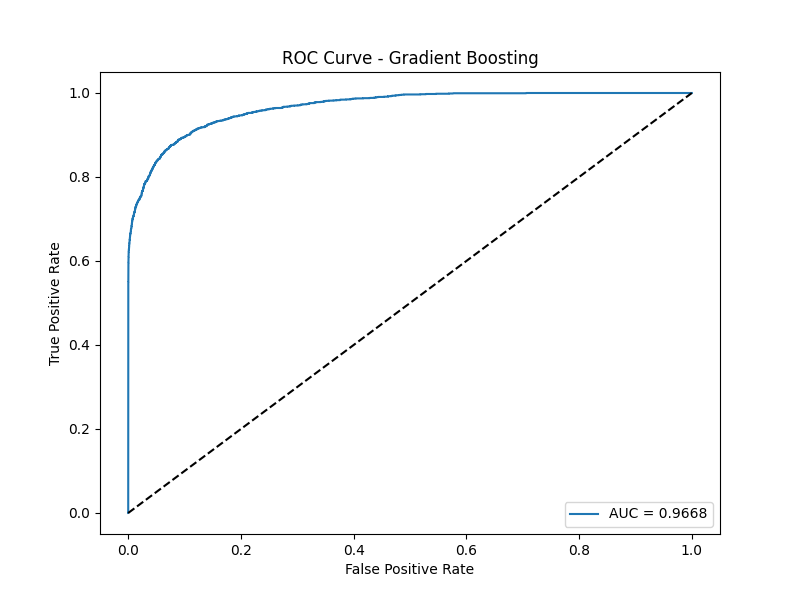 ROC Curve - Gradient Boosting
True Positive Rate
1.0
0.8
0.6
0.4
0.2
0.0
AUC = 0.9668
0.0 0.2 0.4 0.6 0.8 1.0
False Positive Rate